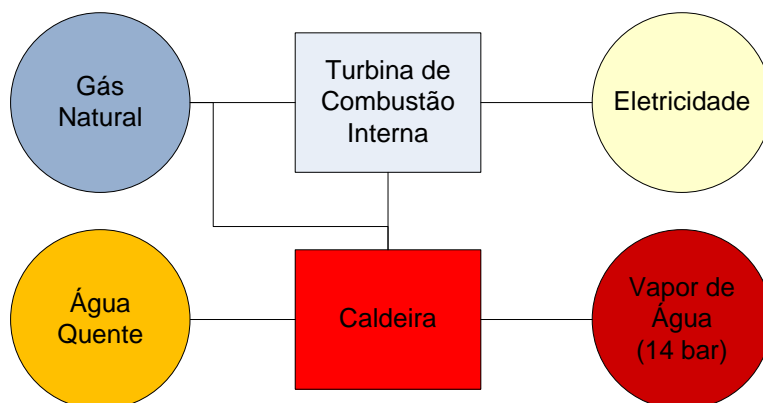 Gás
Natural
Turbina de
Combustão
Interna
Eletricidade
Água
Quente
Caldeira
Vapor de
Água
(14 bar)